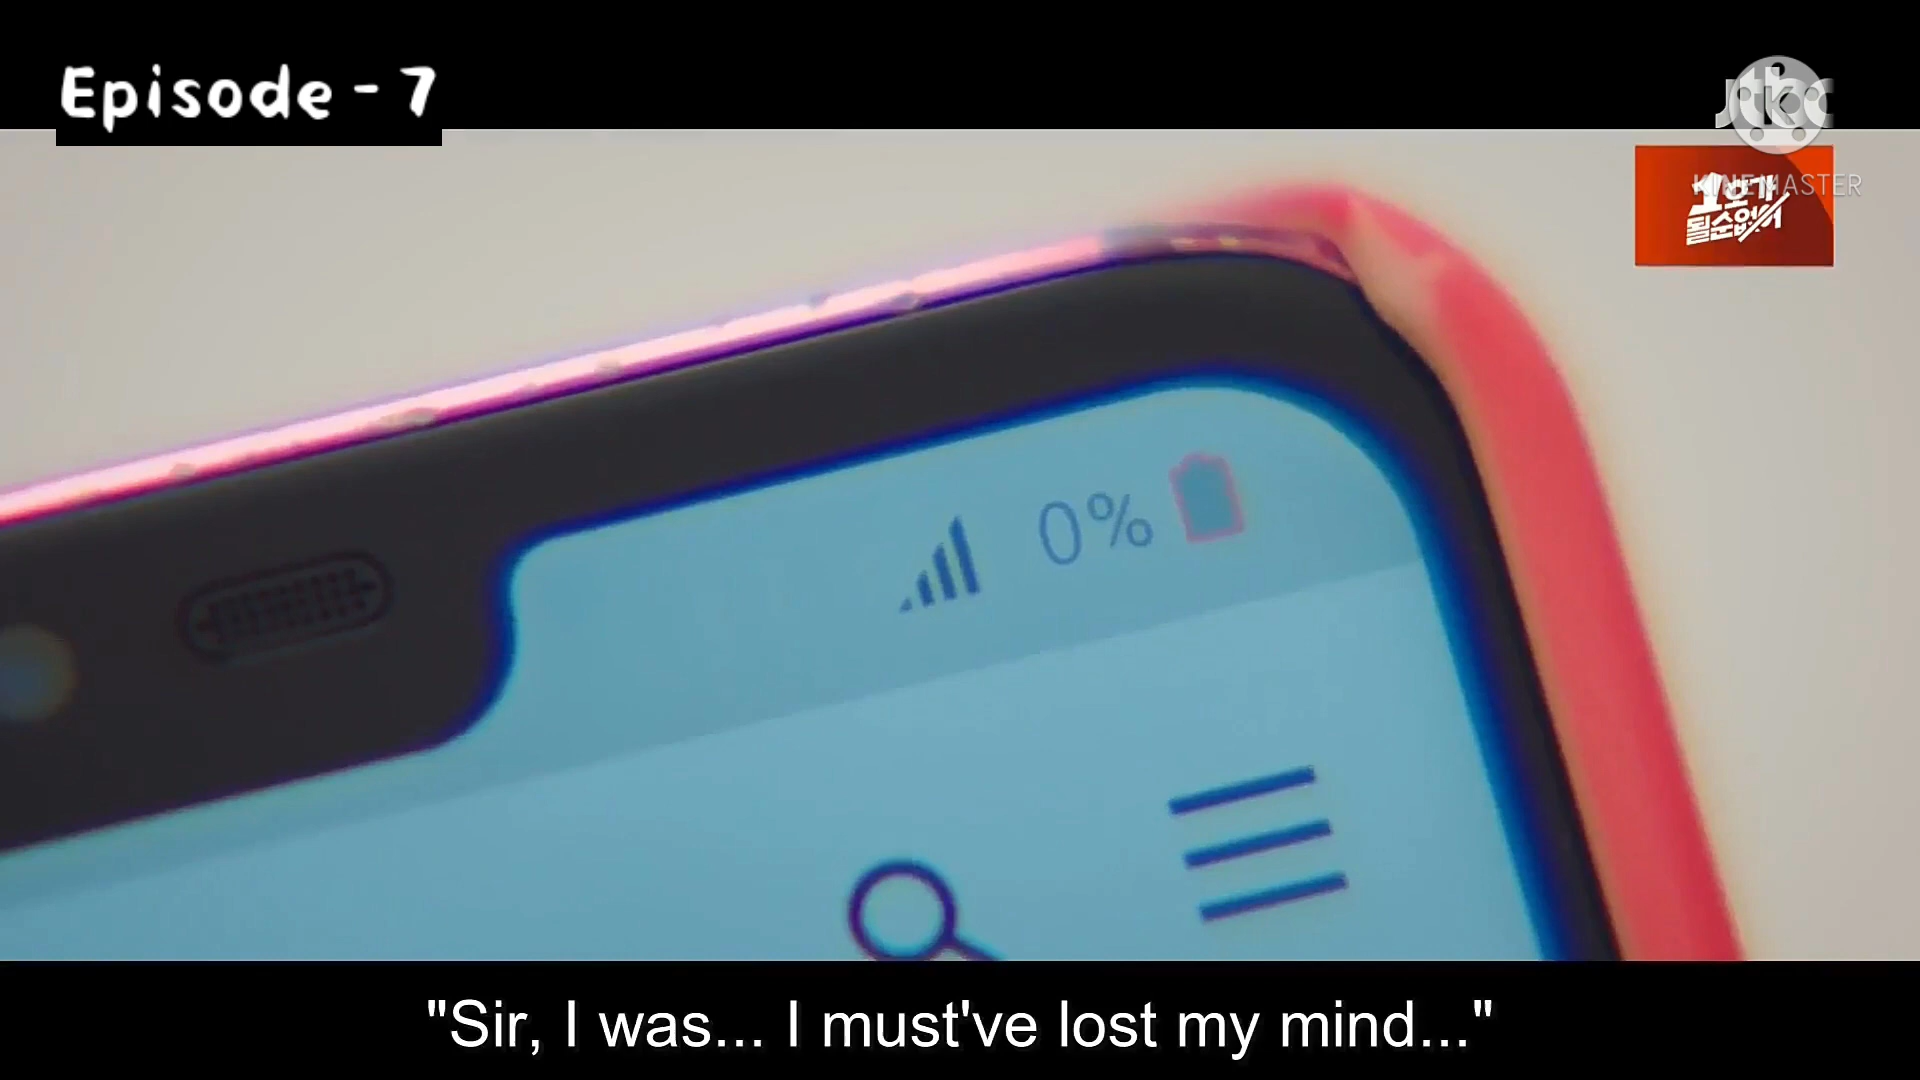 Episode - 7
jtbc
KINEMASTER
1호가
될순없어
0%
"Sir, I was... I must've lost my mind..."